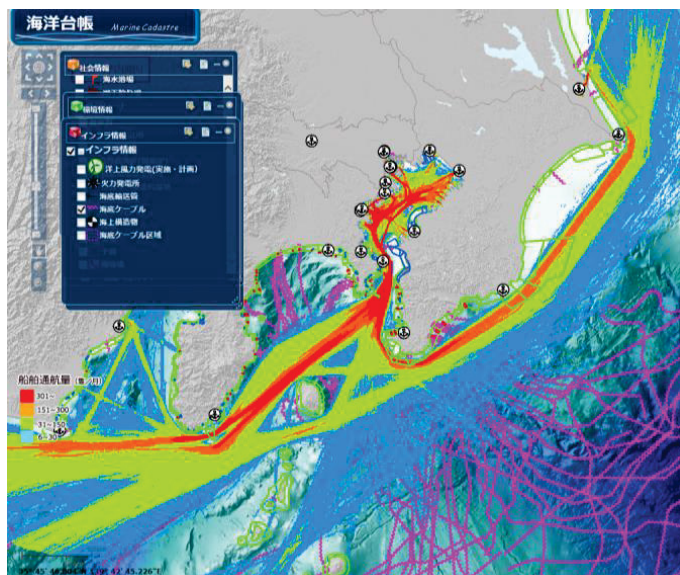 海洋台帳 Marine Cadastre
社会情報
海水浴場
環境情報
インフラ情報
インフラ情報
洋上風力発電(実施・計画)
火力発電所
海底輸送管
海底ケーブル
海上構造物
海底ケーブル区域
船舶通航量 (隻/月)
301~
151~300
31~150
6~30